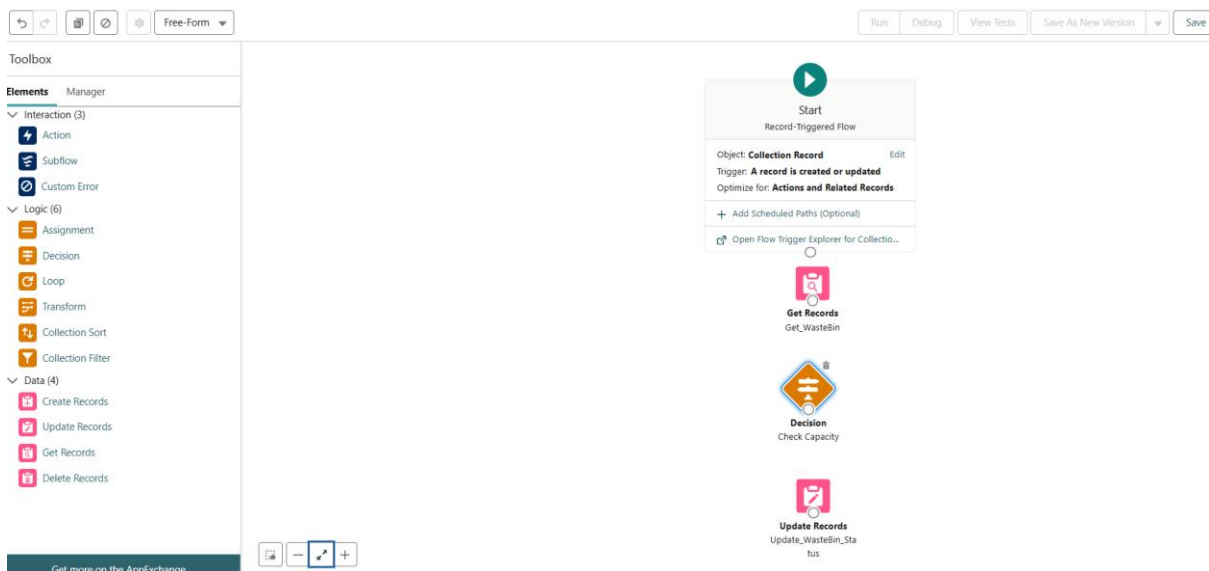 Free-Form
Run
Debug
View Tests
Save As New Version
Save
Toolbox
Elements
Manager
Interaction (3)
Action
Subflow
Custom Error
Logic (6)
Assignment
Decision
Loop
Transform
Collection Sort
Collection Filter
Data (4)
Create Records
Update Records
Get Records
Delete Records
Get more on the AppExchange
Start
Record-Triggered Flow
Object: Collection Record
Edit
Trigger: A record is created or updated
Optimize for: Actions and Related Records
+ Add Scheduled Paths (Optional)
Open Flow Trigger Explorer for Collectio...
Get Records
Get_WasteBin
Decision
Check Capacity
Update Records
Update_WasteBin_Sta
tus